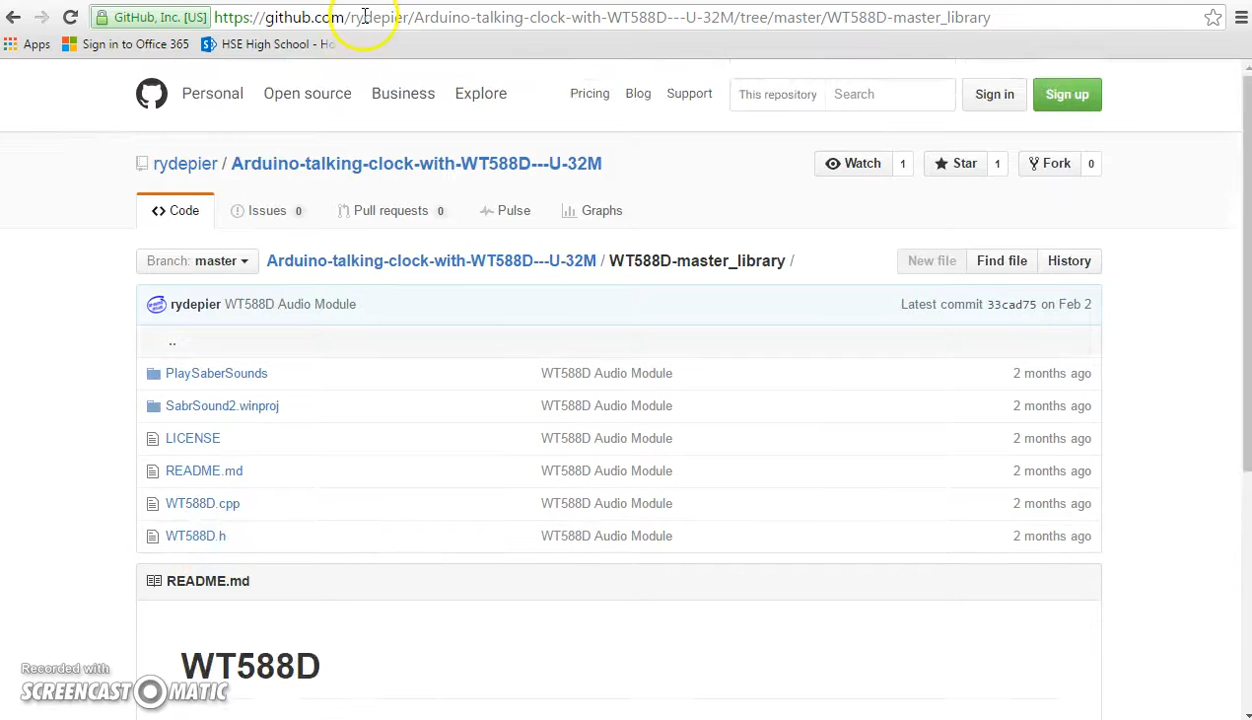 GitHub, Inc. [US] https://github.com/rydepier/Arduino-talking-clock-with-WT588D---U-32M/tree/master/WT588D-master_library
Apps Sign in to Office 365 HSE High School - Ho
Personal Open source Business Explore Pricing Blog Support This repository Search Sign in Sign up
rydepier / Arduino-talking-clock-with-WT588D---U-32M Watch 1 Star 1 Fork 0
Code Issues 0 Pull requests 0 Pulse Graphs
Branch: master Arduino-talking-clock-with-WT588D---U-32M / WT588D-master_library / New file Find file History
rydepier WT588D Audio Module Latest commit 33cad75 on Feb 2
..
PlaySaberSounds WT588D Audio Module 2 months ago
SabrSound2.winproj WT588D Audio Module 2 months ago
LICENSE WT588D Audio Module 2 months ago
README.md WT588D Audio Module 2 months ago
WT588D.cpp WT588D Audio Module 2 months ago
WT588D.h WT588D Audio Module 2 months ago
README.md
WT588D
Recorded with
SCREENCAST MATIC